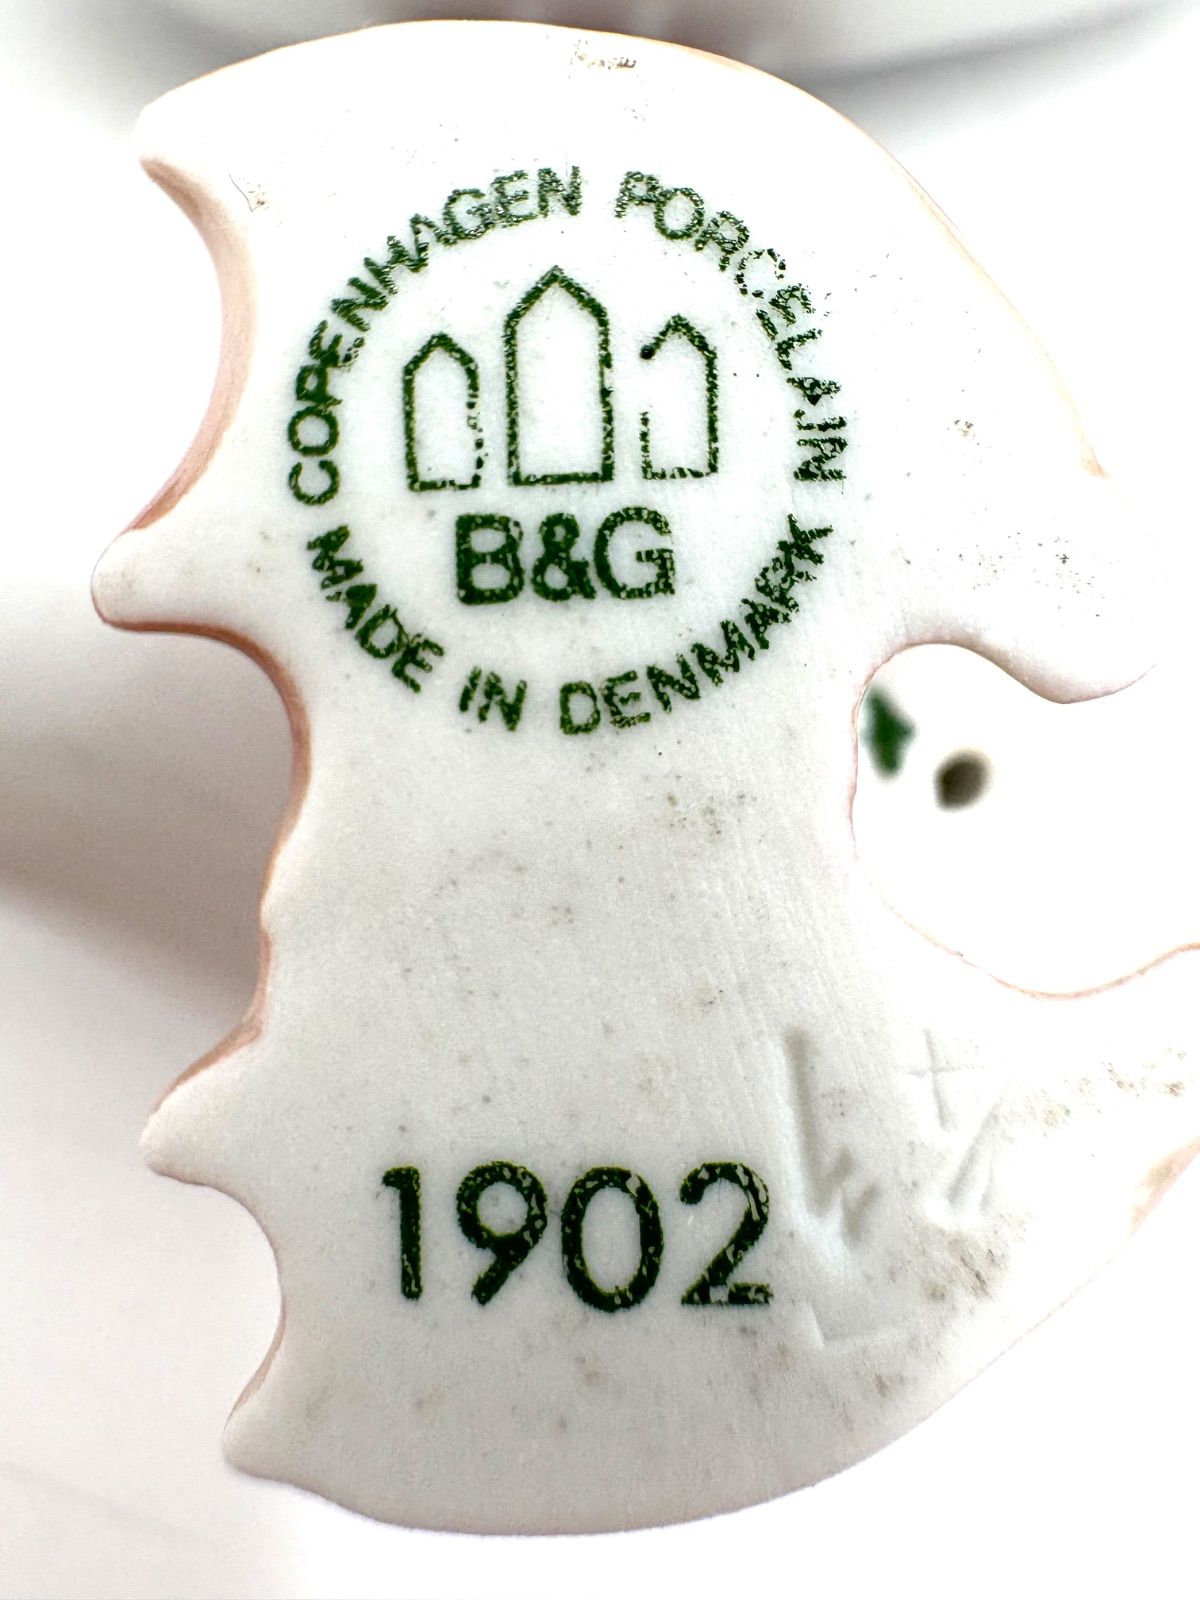 COPENHAGEN PORCELAIN
B&G
MADE IN DENMARK
1902